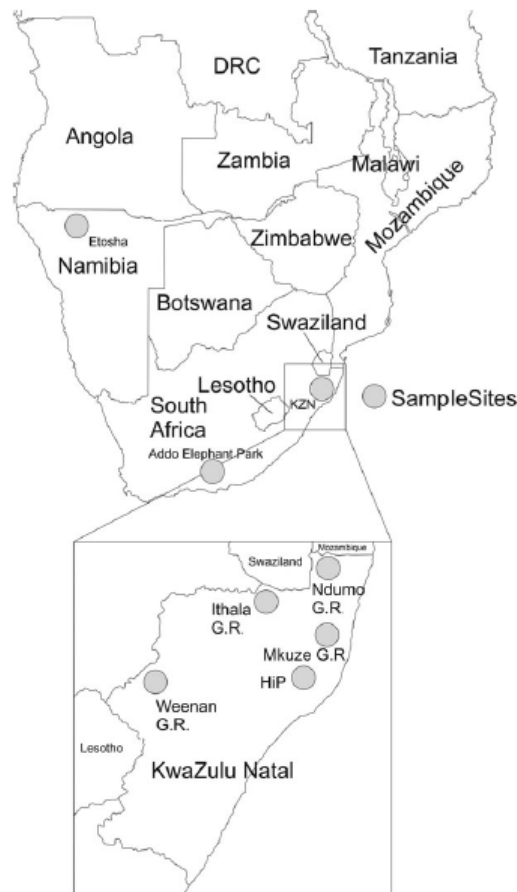 DRC
Tanzania
Angola
Zambia
Malawi
Mozambique
Etosha
Namibia
Zimbabwe
Botswana
Swaziland
Lesotho
KZN
SampleSites
South
Africa
Addo Elephant Park
Swaziland
Mozambique
Ndumo
G.R.
Ithala
G.R.
Mkuze G.R.
HiP
Weenan
G.R.
Lesotho
KwaZulu Natal